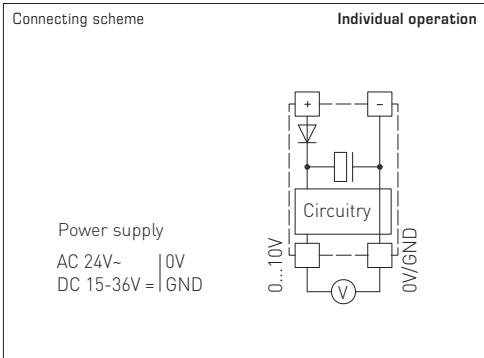 Connecting scheme
Individual operation
+ −
Circuitry
Power supply
AC 24V~ | 0V
DC 15-36V = | GND
0...10V
0V/GND
V